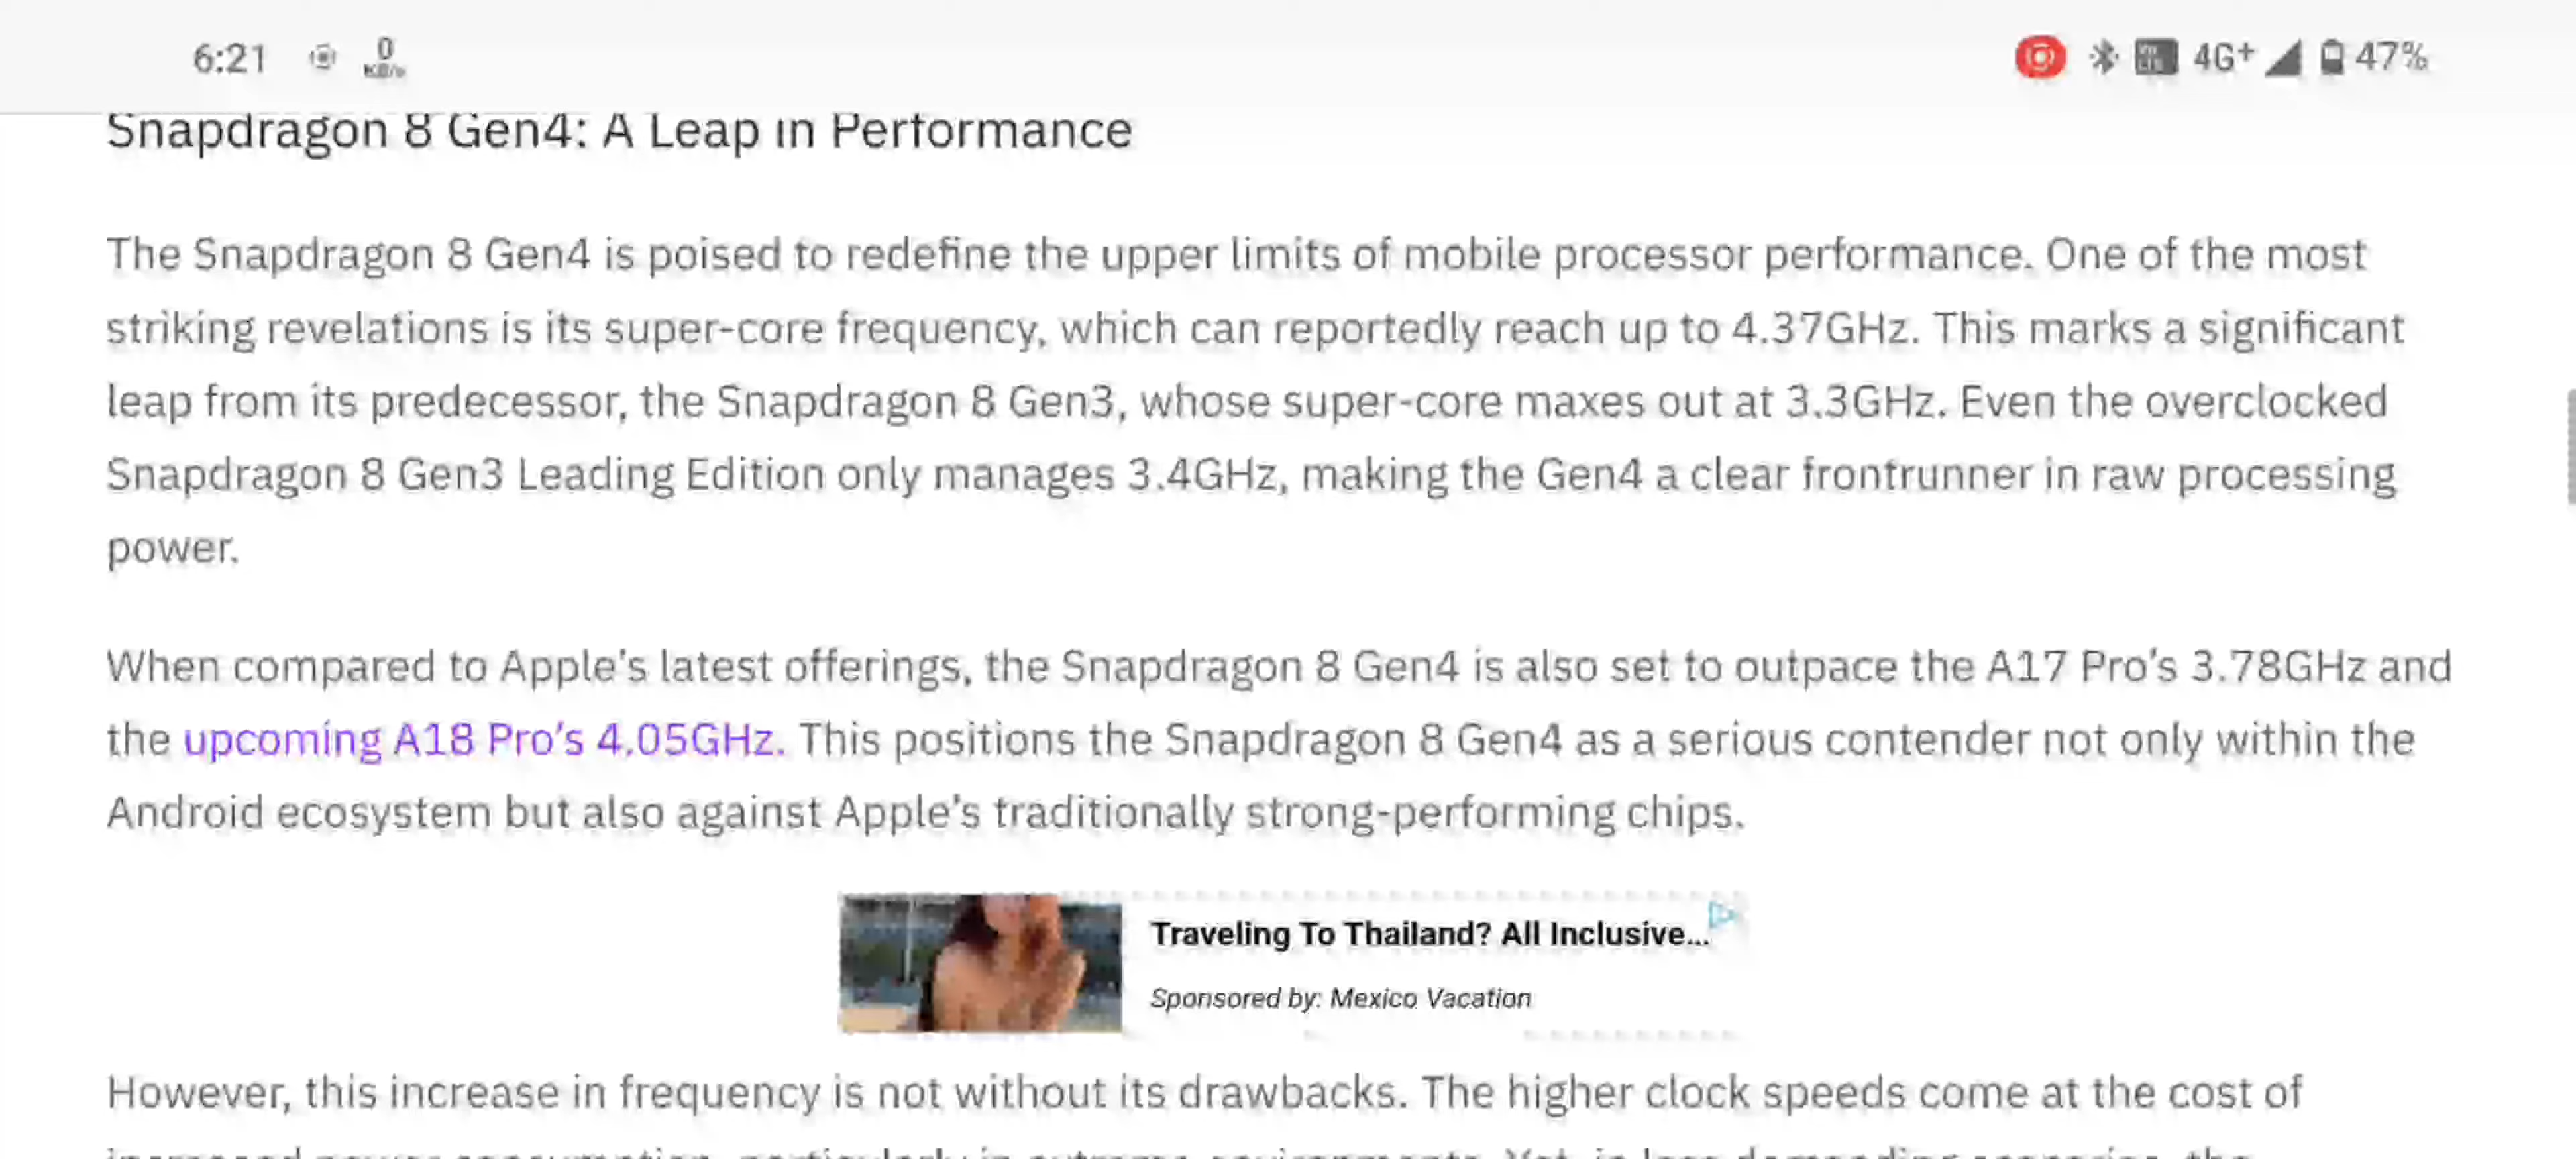 6:21 0 KB/s 4G+ 47%
Snapdragon 8 Gen4: A Leap in Performance
The Snapdragon 8 Gen4 is poised to redefine the upper limits of mobile processor performance. One of the most
striking revelations is its super-core frequency, which can reportedly reach up to 4.37GHz. This marks a significant
leap from its predecessor, the Snapdragon 8 Gen3, whose super-core maxes out at 3.3GHz. Even the overclocked
Snapdragon 8 Gen3 Leading Edition only manages 3.4GHz, making the Gen4 a clear frontrunner in raw processing
power.
When compared to Apple’s latest offerings, the Snapdragon 8 Gen4 is also set to outpace the A17 Pro’s 3.78GHz and
the upcoming A18 Pro’s 4.05GHz. This positions the Snapdragon 8 Gen4 as a serious contender not only within the
Android ecosystem but also against Apple’s traditionally strong-performing chips.
Traveling To Thailand? All Inclusive...
Sponsored by: Mexico Vacation
However, this increase in frequency is not without its drawbacks. The higher clock speeds come at the cost of